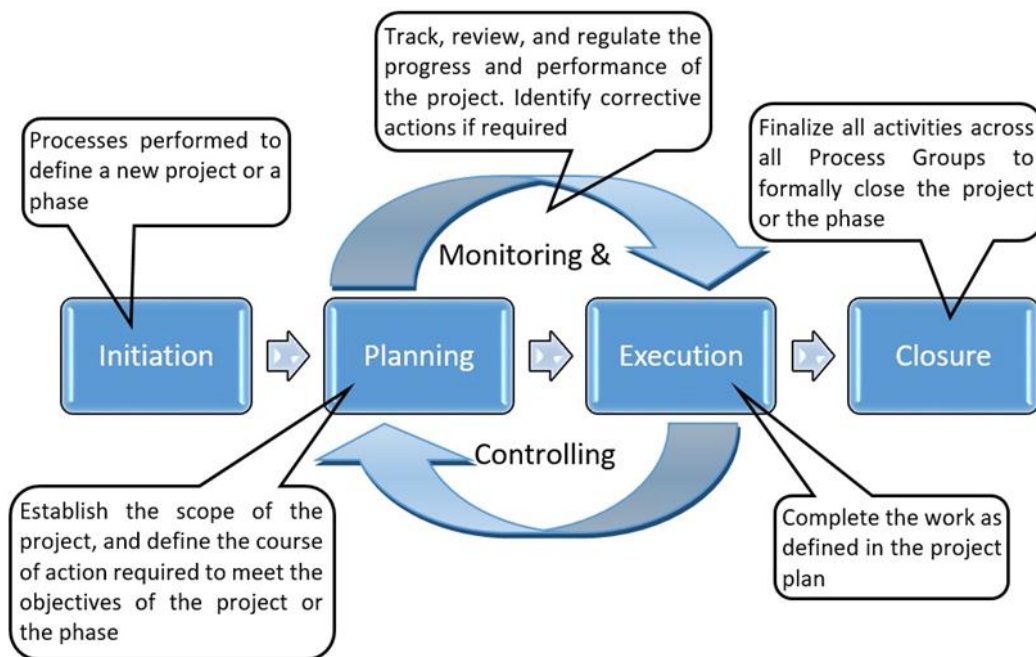 Track, review, and regulate the
progress and performance of
the project. Identify corrective
actions if required
Processes performed to
define a new project or a
phase
Finalize all activities across
all Process Groups to
formally close the project
or the phase
Monitoring &
Initiation
Planning
Execution
Closure
Controlling
Establish the scope of the
project, and define the course
of action required to meet the
objectives of the project or
the phase
Complete the work as
defined in the project
plan